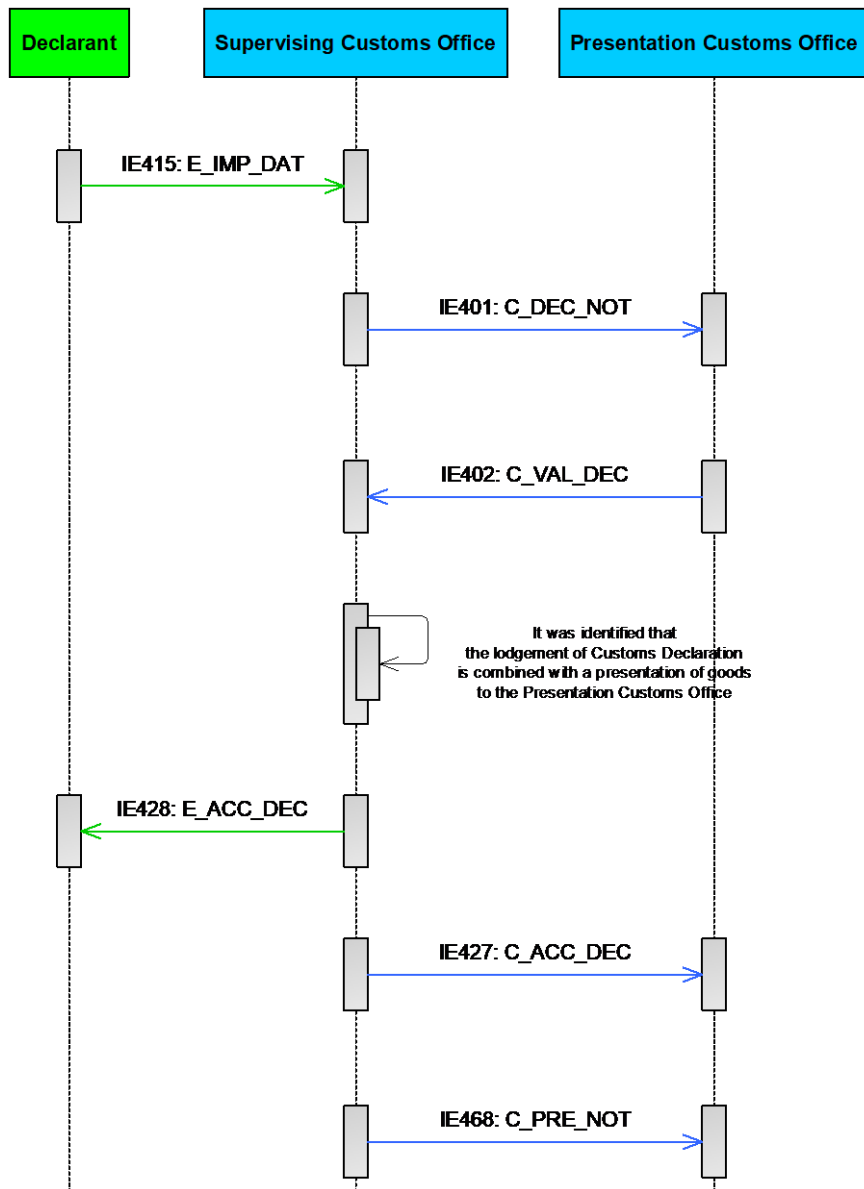 Declarant
Supervising Customs Office
Presentation Customs Office
IE415: E_IMP_DAT
IE401: C_DEC_NOT
IE402: C_VAL_DEC
It was identified that
the lodgement of Customs Declaration
is combined with a presentation of goods
to the Presentation Customs Office
IE428: E_ACC_DEC
IE427: C_ACC_DEC
IE468: C_PRE_NOT